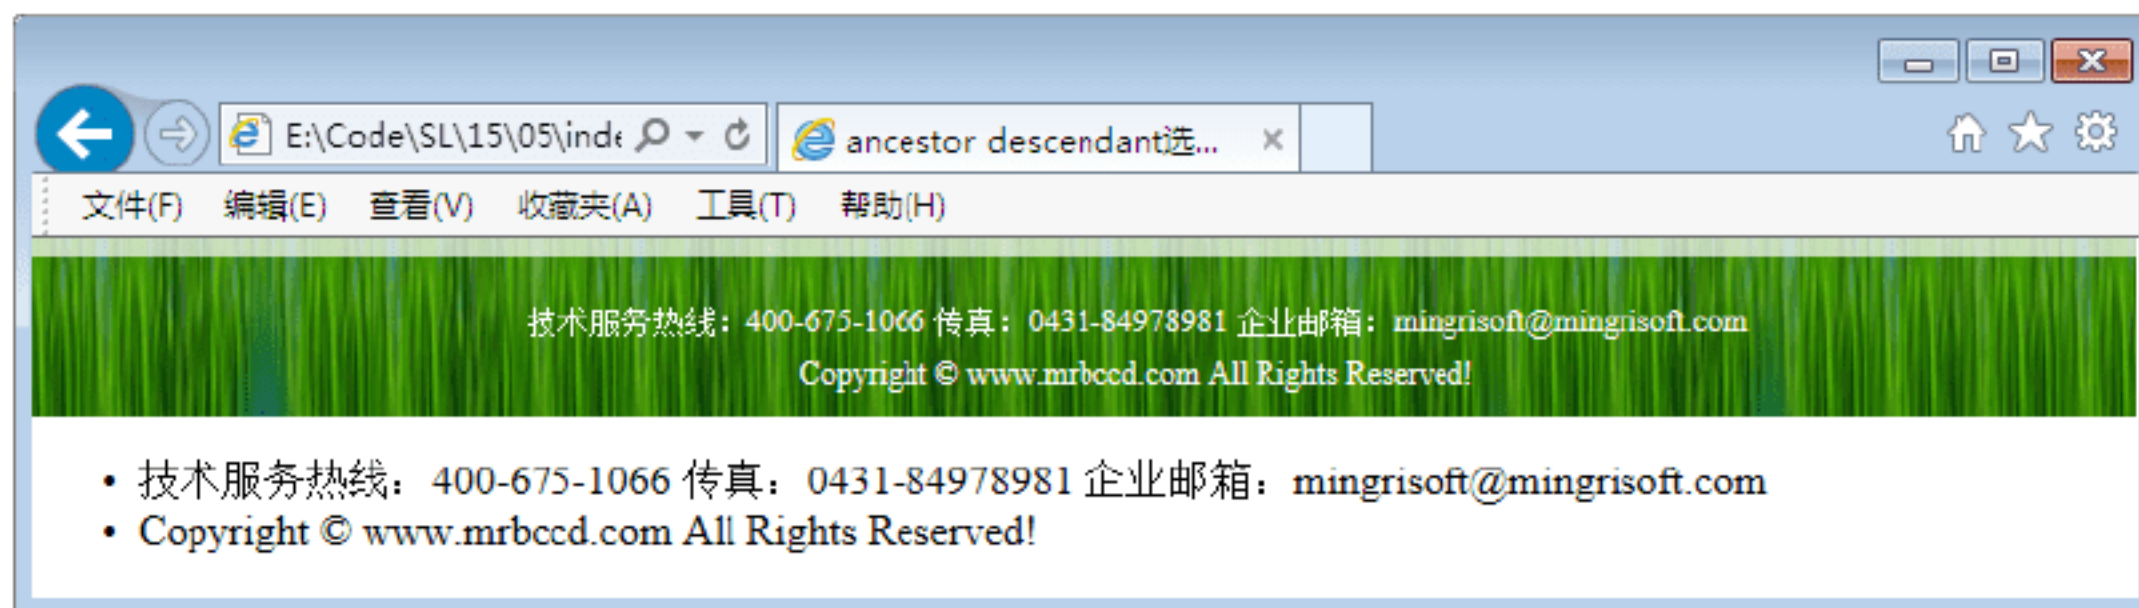 E:\Code\SL\15\05\inde
ancestor descendant选...
文件(F) 编辑(E) 查看(V) 收藏夹(A) 工具(T) 帮助(H)
技术服务热线：400-675-1066 传真：0431-84978981 企业邮箱：mingrisoft@mingrisoft.com
Copyright © www.mrbccd.com All Rights Reserved!
• 技术服务热线：400-675-1066 传真：0431-84978981 企业邮箱：mingrisoft@mingrisoft.com
• Copyright © www.mrbccd.com All Rights Reserved!